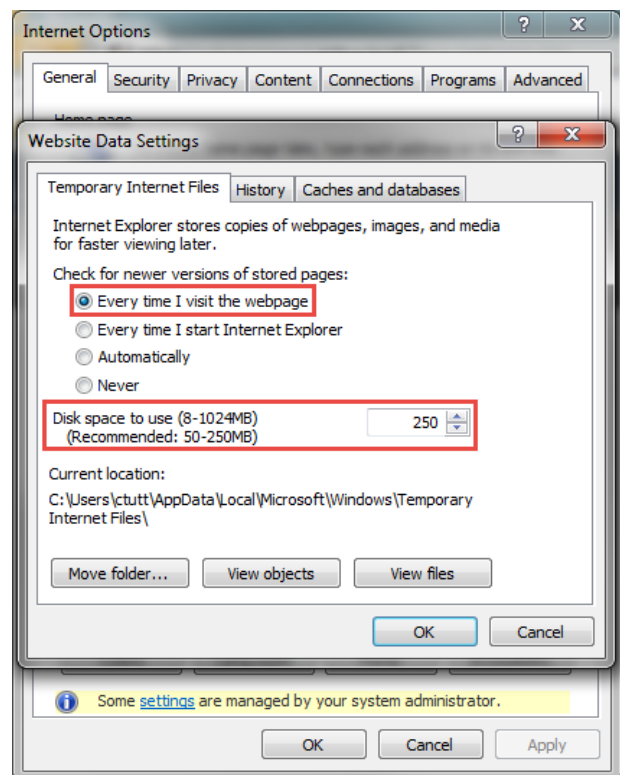 Internet Options
General Security Privacy Content Connections Programs Advanced
Home page
Website Data Settings
Temporary Internet Files History Caches and databases
Internet Explorer stores copies of webpages, images, and media
for faster viewing later.
Check for newer versions of stored pages:
Every time I visit the webpage
Every time I start Internet Explorer
Automatically
Never
Disk space to use (8-1024MB) 250
(Recommended: 50-250MB)
Current location:
C:\Users\ctutt\AppData\Local\Microsoft\Windows\Temporary
Internet Files\
Move folder... View objects View files
OK Cancel
Some settings are managed by your system administrator.
OK Cancel Apply